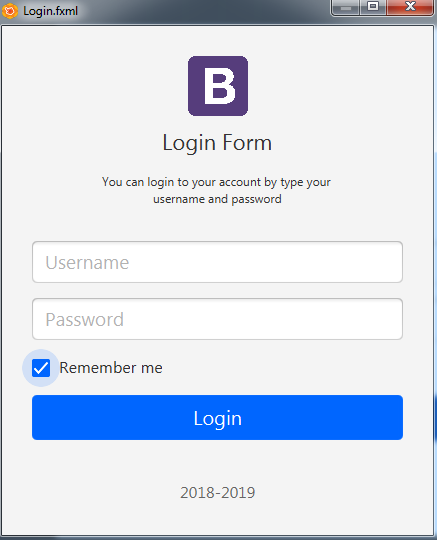 Login.fxml
B
Login Form
You can login to your account by type your
username and password
Username
Password
Remember me
Login
2018-2019